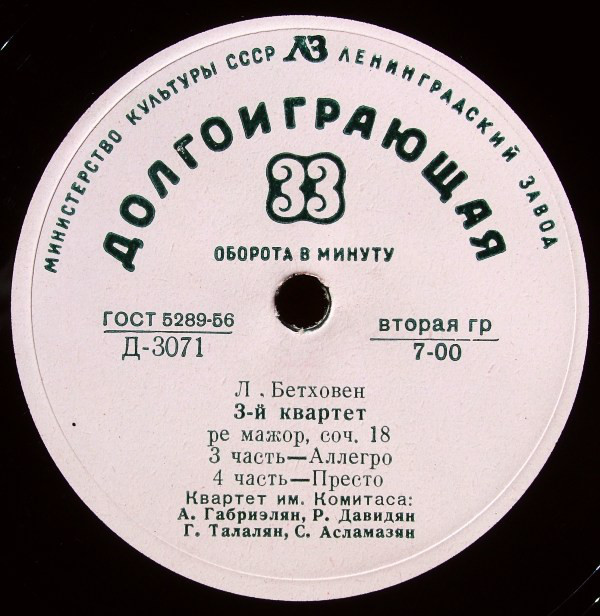 МИНИСТЕРСТВО КУЛЬТУРЫ СССР ЛЗ ЛЕНИНГРАДСКИЙ ЗАВОД
ДОЛГОИГРАЮЩАЯ
33
ОБОРОТА В МИНУТУ
ГОСТ 5289-56
Д-3071
вторая гр
7-00
Л. Бетховен
3-й квартет
ре мажор, соч. 18
3 часть—Аллегро
4 часть—Престо
Квартет им. Комитаса:
А. Габриэлян, Р. Давидян
Г. Талалян, С. Асламазян